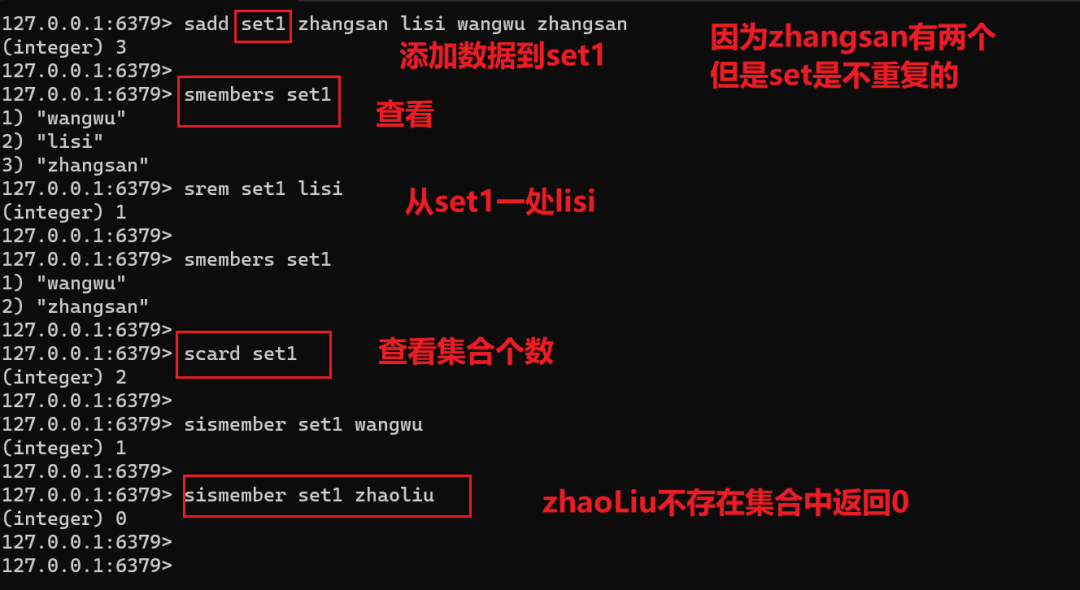 127.0.0.1:6379> sadd set1 zhangsan lisi wangwu zhangsan
(integer) 3
添加数据到set1
因为zhangsan有两个
但是set是不重复的
127.0.0.1:6379>
127.0.0.1:6379> smembers set1
查看
1) "wangwu"
2) "lisi"
3) "zhangsan"
127.0.0.1:6379> srem set1 lisi
从set1一处lisi
(integer) 1
127.0.0.1:6379>
127.0.0.1:6379> smembers set1
1) "wangwu"
2) "zhangsan"
127.0.0.1:6379>
127.0.0.1:6379> scard set1
查看集合个数
(integer) 2
127.0.0.1:6379>
127.0.0.1:6379> sismember set1 wangwu
(integer) 1
127.0.0.1:6379>
127.0.0.1:6379> sismember set1 zhaoliu
zhaoLiu不存在集合中返回0
(integer) 0
127.0.0.1:6379>
127.0.0.1:6379>